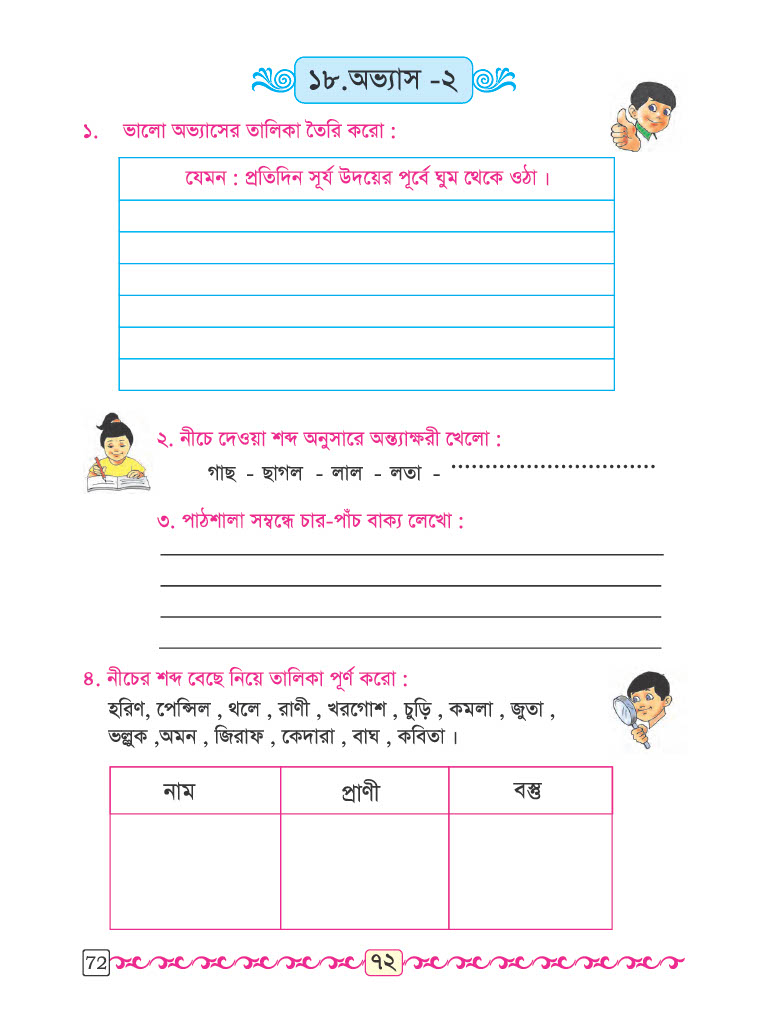 ১৮.অভ্যাস -২
১. ভালো অভ্যাসের তালিকা তৈরি করো :
যেমন : প্রতিদিন সূর্য উদয়ের পূর্বে ঘুম থেকে ওঠা ।
২. নীচে দেওয়া শব্দ অনুসারে অন্ত্যাক্ষরী খেলো :
গাছ - ছাগল - লাল - লতা - ..............................
৩. পাঠশালা সম্বন্ধে চার-পাঁচ বাক্য লেখো :
৪. নীচের শব্দ বেছে নিয়ে তালিকা পূর্ণ করো :
হরিণ, পেন্সিল , থলে , রাণী , খরগোশ , চুড়ি , কমলা , জুতা ,
ভল্লুক ,অমন , জিরাফ , কেদারা , বাঘ , কবিতা ।
নাম প্রাণী বস্তু
72 ৭২